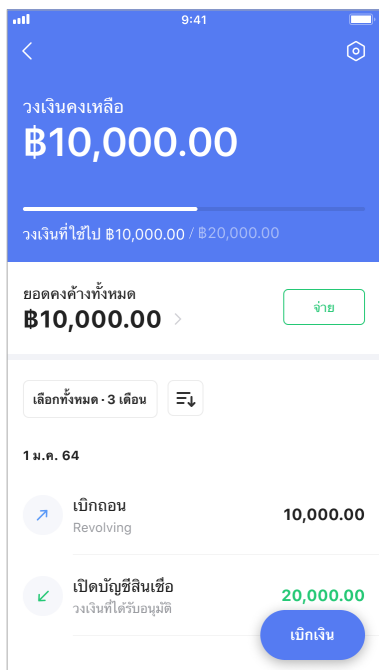 9:41
วงเงินคงเหลือ
฿10,000.00
วงเงินที่ใช้ไป ฿10,000.00 / ฿20,000.00
ยอดคงค้างทั้งหมด
฿10,000.00
จ่าย
เลือกทั้งหมด · 3 เดือน
1 ม.ค. 64
เบิกถอน
10,000.00
Revolving
เปิดบัญชีสินเชื่อ
20,000.00
วงเงินที่ได้รับอนุมัติ
เบิกเงิน